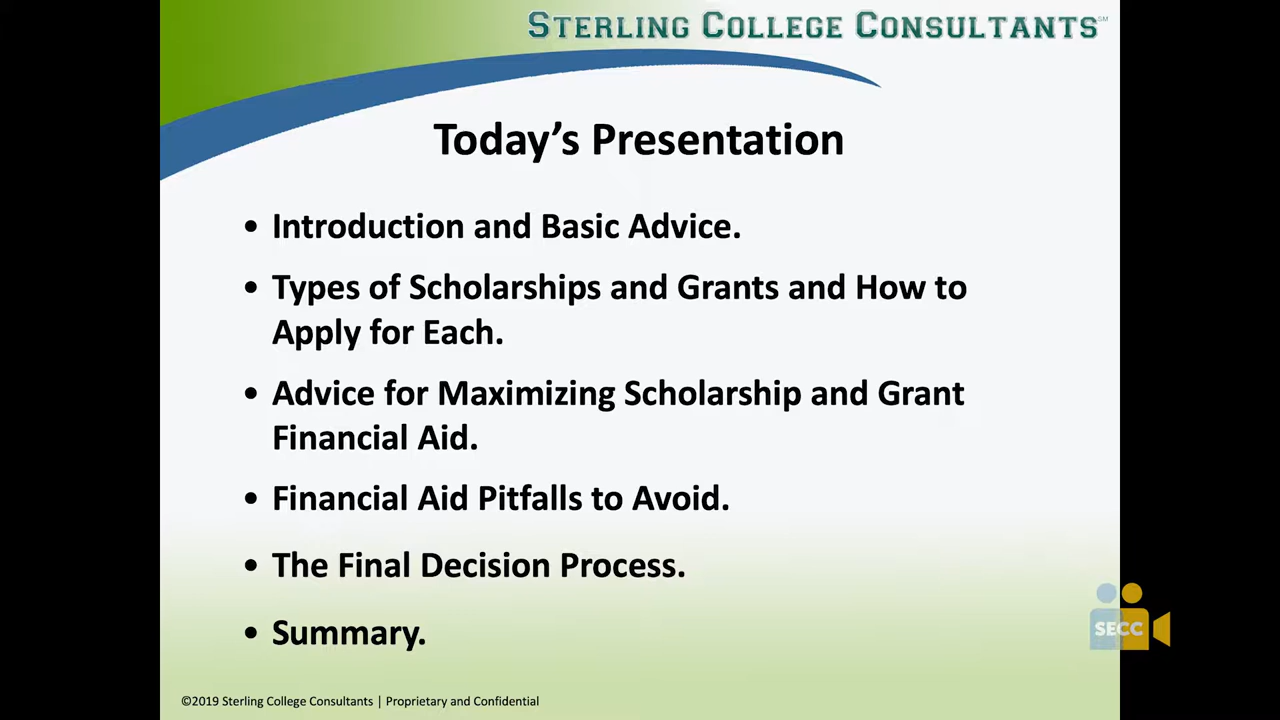 STERLING COLLEGE CONSULTANTS℠
Today's Presentation
• Introduction and Basic Advice.
• Types of Scholarships and Grants and How to
Apply for Each.
• Advice for Maximizing Scholarship and Grant
Financial Aid.
• Financial Aid Pitfalls to Avoid.
• The Final Decision Process.
• Summary.
SECC
©2019 Sterling College Consultants | Proprietary and Confidential